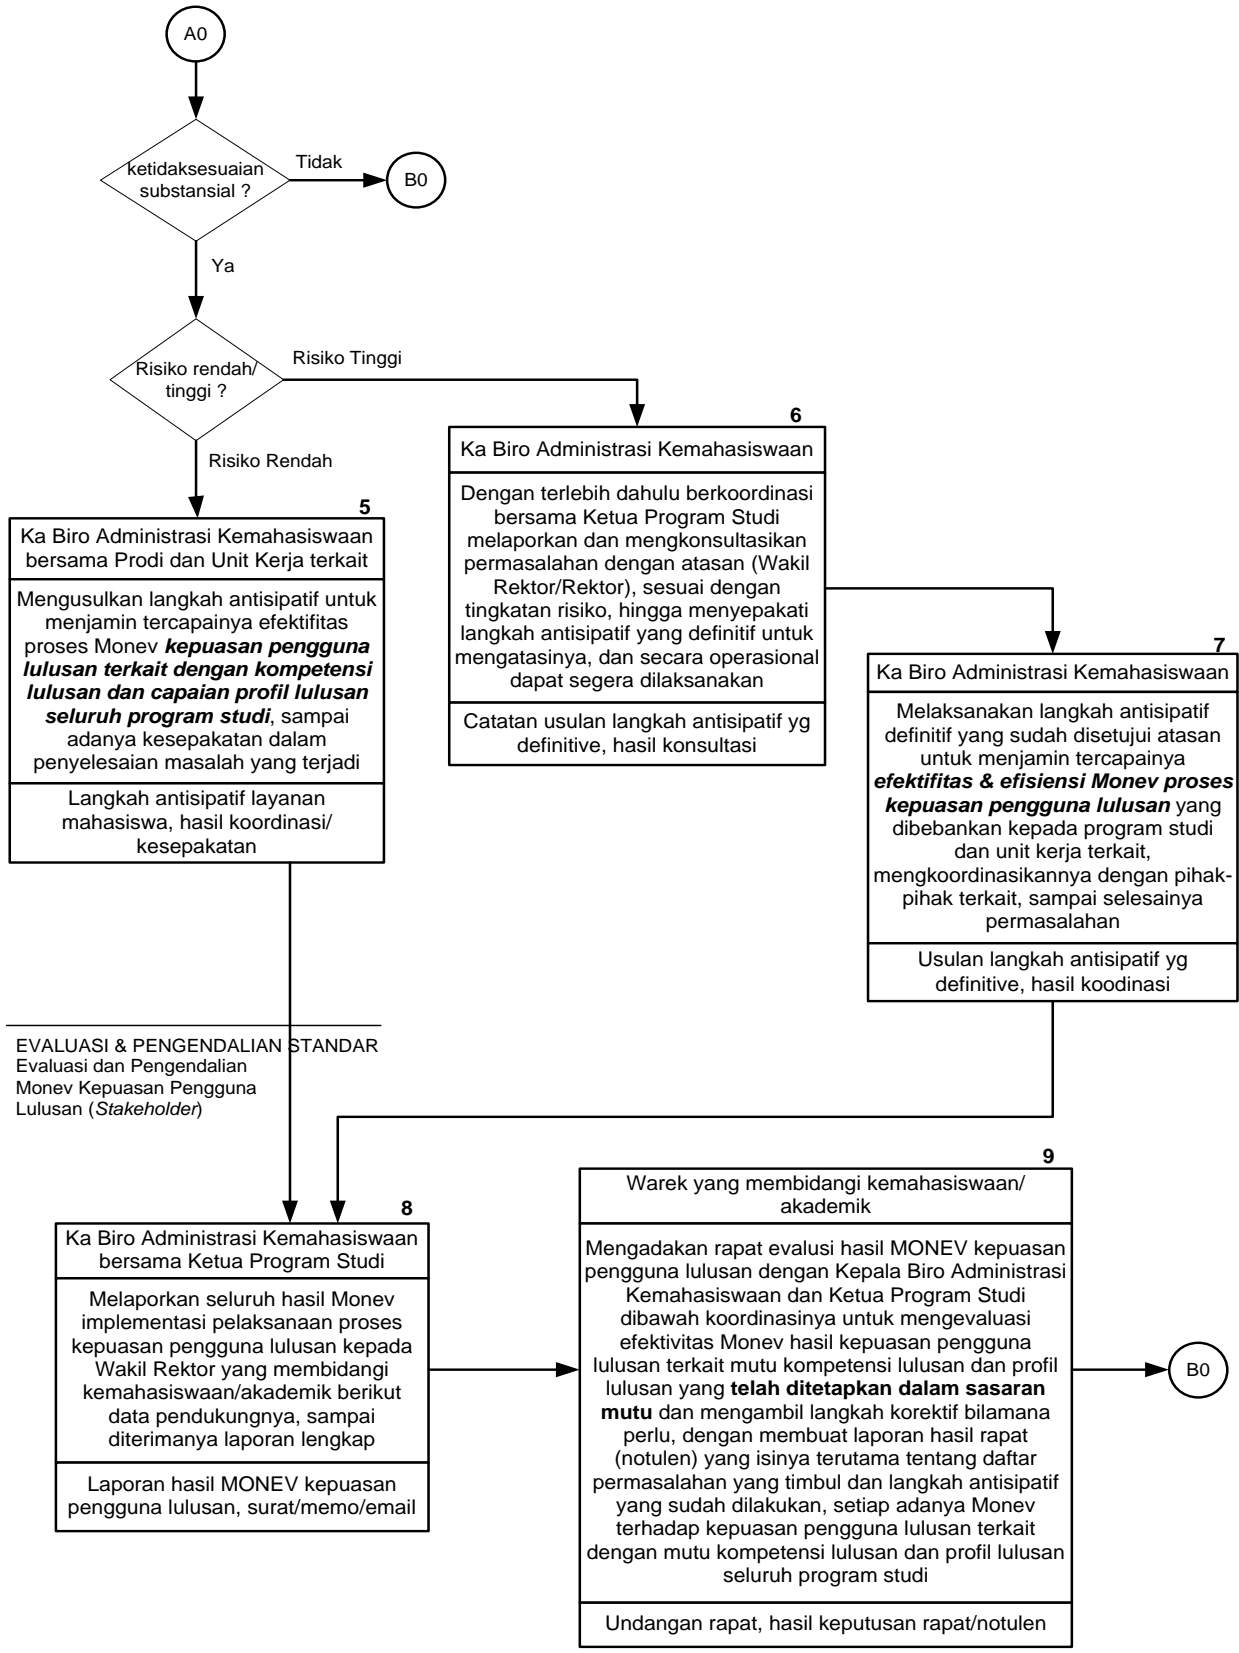 A0
ketidaksesuaian
substansial ?
Tidak
B0
Ya
Risiko rendah/
tinggi ?
Risiko Tinggi
Risiko Rendah
5
Ka Biro Administrasi Kemahasiswaan
bersama Prodi dan Unit Kerja terkait
Mengusulkan langkah antisipatif untuk
menjamin tercapainya efektifitas
proses Monev kepuasan pengguna
lulusan terkait dengan kompetensi
lulusan dan capaian profil lulusan
seluruh program studi, sampai
adanya kesepakatan dalam
penyelesaian masalah yang terjadi
Langkah antisipatif layanan
mahasiswa, hasil koordinasi/
kesepakatan
6
Ka Biro Administrasi Kemahasiswaan
Dengan terlebih dahulu berkoordinasi
bersama Ketua Program Studi
melaporkan dan mengkonsultasikan
permasalahan dengan atasan (Wakil
Rektor/Rektor), sesuai dengan
tingkatan risiko, hingga menyepakati
langkah antisipatif yang definitif untuk
mengatasinya, dan secara operasional
dapat segera dilaksanakan
Catatan usulan langkah antisipatif yg
definitive, hasil konsultasi
7
Ka Biro Administrasi Kemahasiswaan
Melaksanakan langkah antisipatif
definitif yang sudah disetujui atasan
untuk menjamin tercapainya
efektifitas & efisiensi Monev proses
kepuasan pengguna lulusan yang
dibebankan kepada program studi
dan unit kerja terkait,
mengkoordinasikannya dengan pihak-
pihak terkait, sampai selesainya
permasalahan
Usulan langkah antisipatif yg
definitive, hasil koodinasi
EVALUASI & PENGENDALIAN STANDAR
Evaluasi dan Pengendalian
Monev Kepuasan Pengguna
Lulusan (Stakeholder)
8
Ka Biro Administrasi Kemahasiswaan
bersama Ketua Program Studi
Melaporkan seluruh hasil Monev
implementasi pelaksanaan proses
kepuasan pengguna lulusan kepada
Wakil Rektor yang membidangi
kemahasiswaan/akademik berikut
data pendukungnya, sampai
diterimanya laporan lengkap
Laporan hasil MONEV kepuasan
pengguna lulusan, surat/memo/email
9
Warek yang membidangi kemahasiswaan/
akademik
Mengadakan rapat evalusi hasil MONEV kepuasan
pengguna lulusan dengan Kepala Biro Administrasi
Kemahasiswaan dan Ketua Program Studi
dibawah koordinasinya untuk mengevaluasi
efektivitas Monev hasil kepuasan pengguna
lulusan terkait mutu kompetensi lulusan dan profil
lulusan yang telah ditetapkan dalam sasaran
mutu dan mengambil langkah korektif bilamana
perlu, dengan membuat laporan hasil rapat
(notulen) yang isinya terutama tentang daftar
permasalahan yang timbul dan langkah antisipatif
yang sudah dilakukan, setiap adanya Monev
terhadap kepuasan pengguna lulusan terkait
dengan mutu kompetensi lulusan dan profil lulusan
seluruh program studi
Undangan rapat, hasil keputusan rapat/notulen
B0